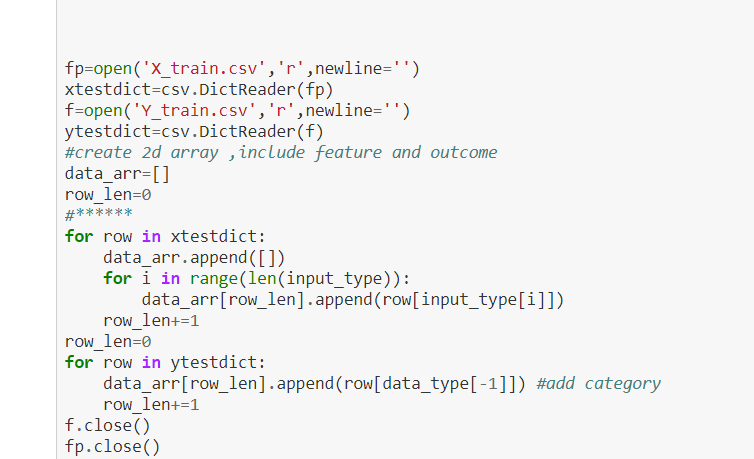 fp=open('X_train.csv','r',newline='')
xtestdict=csv.DictReader(fp)
f=open('Y_train.csv','r',newline='')
ytestdict=csv.DictReader(f)
#create 2d array ,include feature and outcome
data_arr=[]
row_len=0
#******
for row in xtestdict:
    data_arr.append([])
    for i in range(len(input_type)):
        data_arr[row_len].append(row[input_type[i]])
    row_len+=1
row_len=0
for row in ytestdict:
    data_arr[row_len].append(row[data_type[-1]]) #add category
    row_len+=1
f.close()
fp.close()